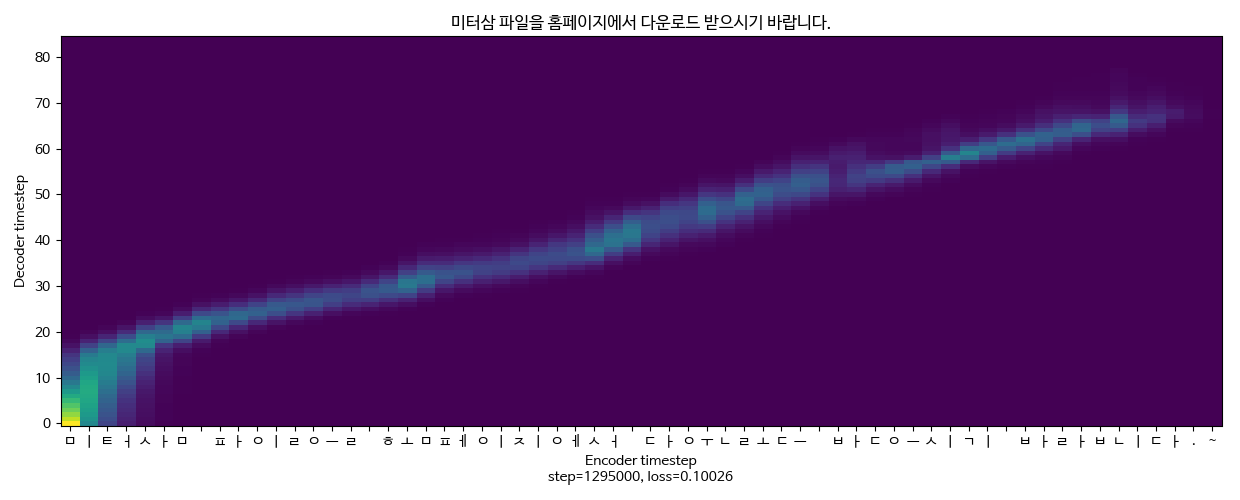 미터삼 파일을 홈페이지에서 다운로드 받으시기 바랍니다.
80
70
60
50
40
30
20
10
0
Decoder timestep
ㅁ ㅣ ㅌ ㅓ ㅅ ㅏ ㅁ   ㅍ ㅏ ㅇ ㅣ ㄹ ㅇ ㅡ ㄹ   ㅎ ㅗ ㅁ ㅍ ㅔ ㅇ ㅣ ㅈ ㅣ ㅇ ㅔ ㅅ ㅓ   ㄷ ㅏ ㅇ ㅜ ㄴ ㄹ ㅗ ㄷ ㅡ   ㅂ ㅏ ㄷ ㅇ ㅡ ㅅ ㅣ ㄱ ㅣ   ㅂ ㅏ ㄹ ㅏ ㅂ ㄴ ㅣ ㄷ ㅏ . ~
Encoder timestep
step=1295000, loss=0.10026